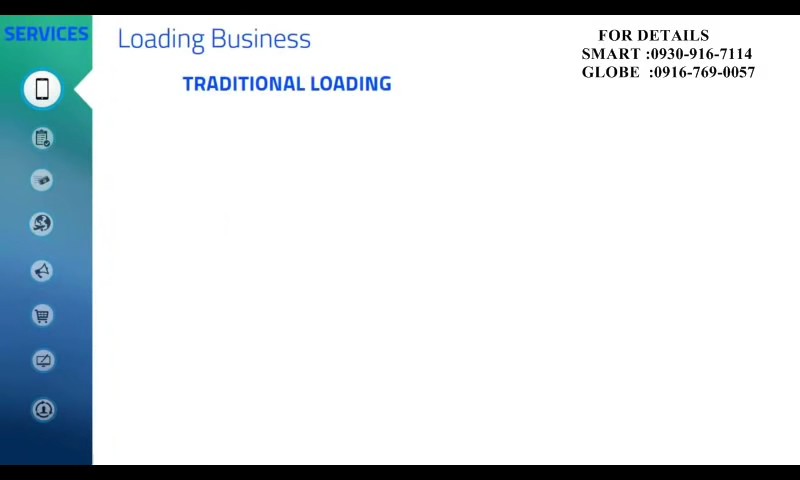 SERVICES
Loading Business
TRADITIONAL LOADING
FOR DETAILS
SMART :0930-916-7114
GLOBE :0916-769-0057